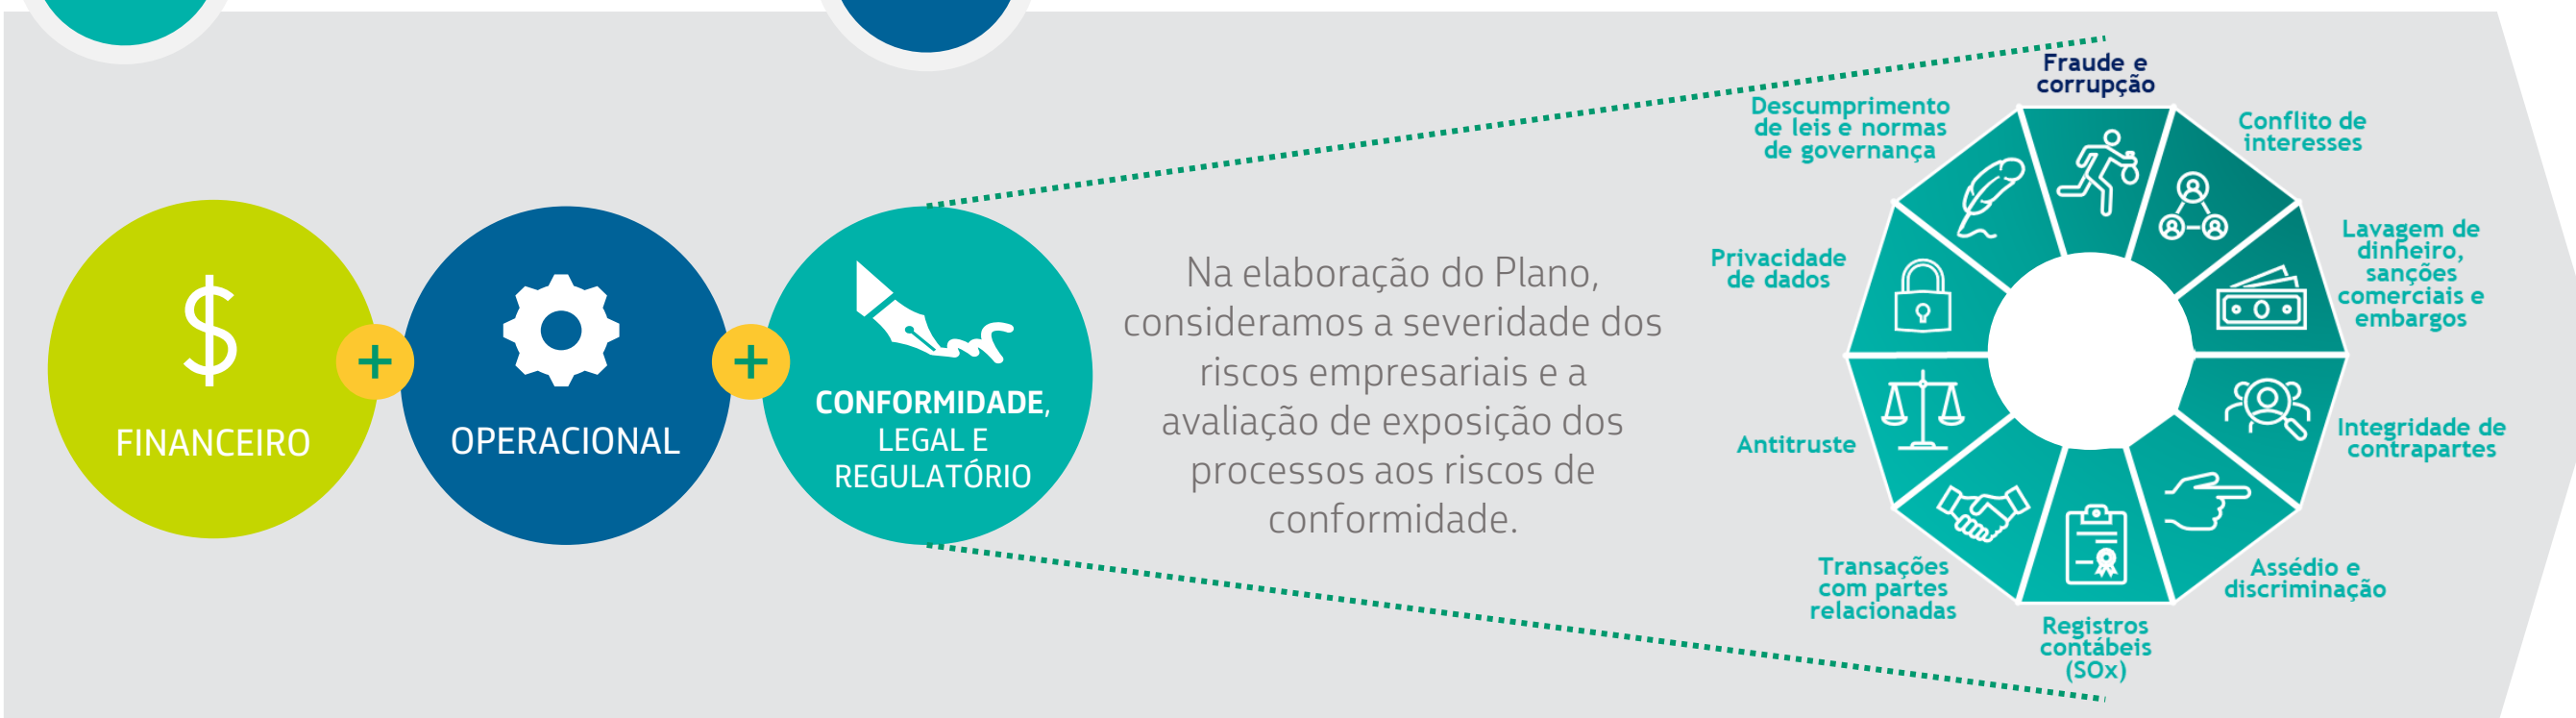 FINANCEIRO
+
OPERACIONAL
+
CONFORMIDADE,
LEGAL E
REGULATÓRIO
Na elaboração do Plano,
consideramos a severidade dos
riscos empresariais e a
avaliação de exposição dos
processos aos riscos de
conformidade.
Fraude e
corrupção
Conflito de
interesses
Lavagem de
dinheiro,
sanções
comerciais e
embargos
Integridade de
contrapartes
Assédio e
discriminação
Registros
contábeis
(SOx)
Transações
com partes
relacionadas
Antitruste
Privacidade
de dados
Descumprimento
de leis e normas
de governança